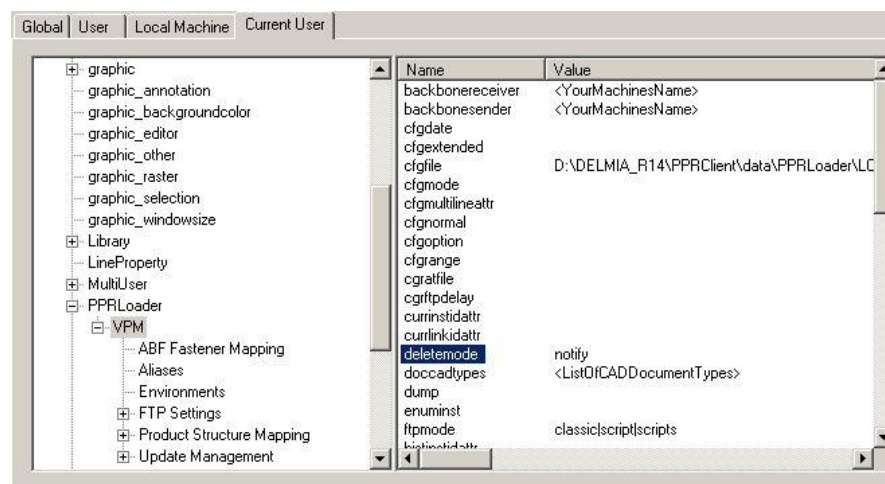 Global User Local Machine Current User
graphic
graphic_annotation
graphic_backgroundcolor
graphic_editor
graphic_other
graphic_raster
graphic_selection
graphic_windowsize
Library
LineProperty
MultiUser
PPRLoader
VPM
ABF Fastener Mapping
Aliases
Environments
FTP Settings
Product Structure Mapping
Update Management
Name Value
backbonereceiver <YourMachinesName>
backbonesender <YourMachinesName>
cfgdate
cfgextended
cfgfile D:\DELMIA_R14\PPRClient\data\PPRLoader\LC
cfgmode
cfgmultilineattr
cfgnormal
cfgoption
cfgrange
cgratfile
cgrftpdelay
currinstidattr
currlinkidattr
deletemode notify
doccadtypes <ListOfCADDocumentTypes>
dump
enuminst
ftpmode classic|script|scripts